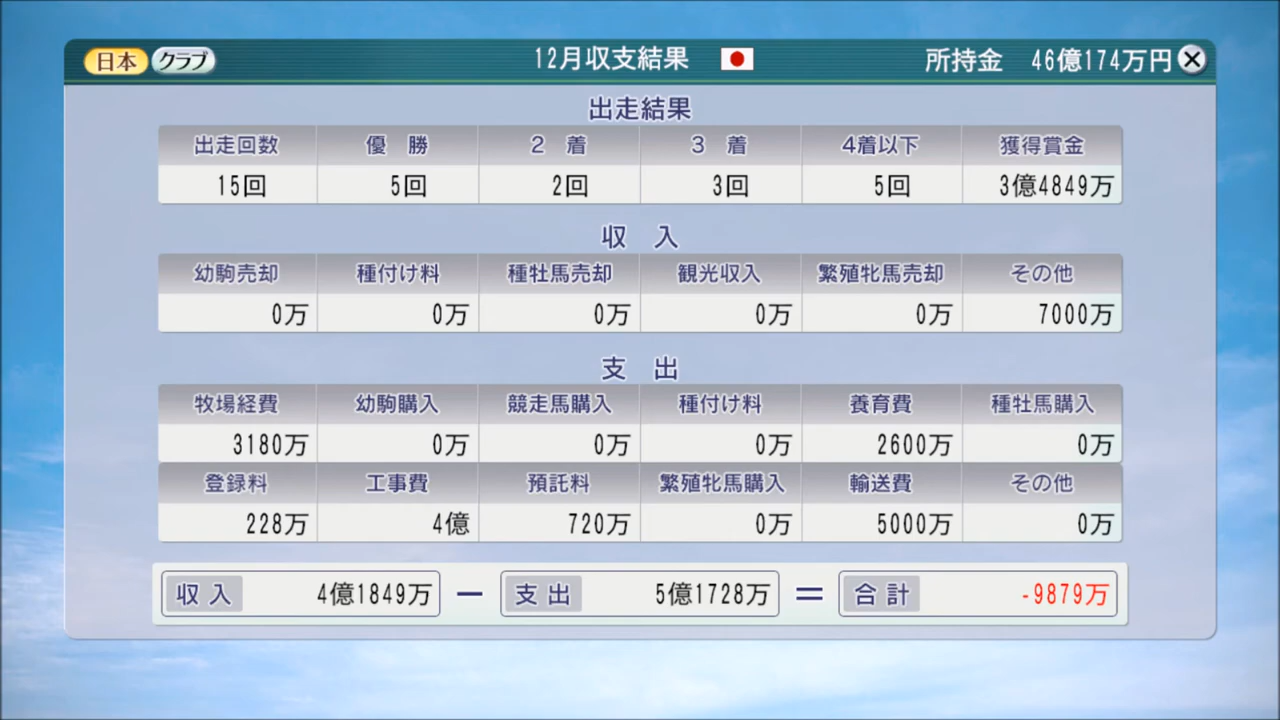 日本 クラブ 12月収支結果 所持金 46億174万円
出走結果
出走回数 優 勝 2 着 3 着 4着以下 獲得賞金
15回 5回 2回 3回 5回 3億4849万
収 入
幼駒売却 種付け料 種牡馬売却 観光収入 繁殖牝馬売却 その他
0万 0万 0万 0万 0万 7000万
支 出
牧場経費 幼駒購入 競走馬購入 種付け料 養育費 種牡馬購入
3180万 0万 0万 0万 2600万 0万
登録料 工事費 預託料 繁殖牝馬購入 輸送費 その他
228万 4億 720万 0万 5000万 0万
収 入 4億1849万 － 支 出 5億1728万 ＝ 合 計 -9879万